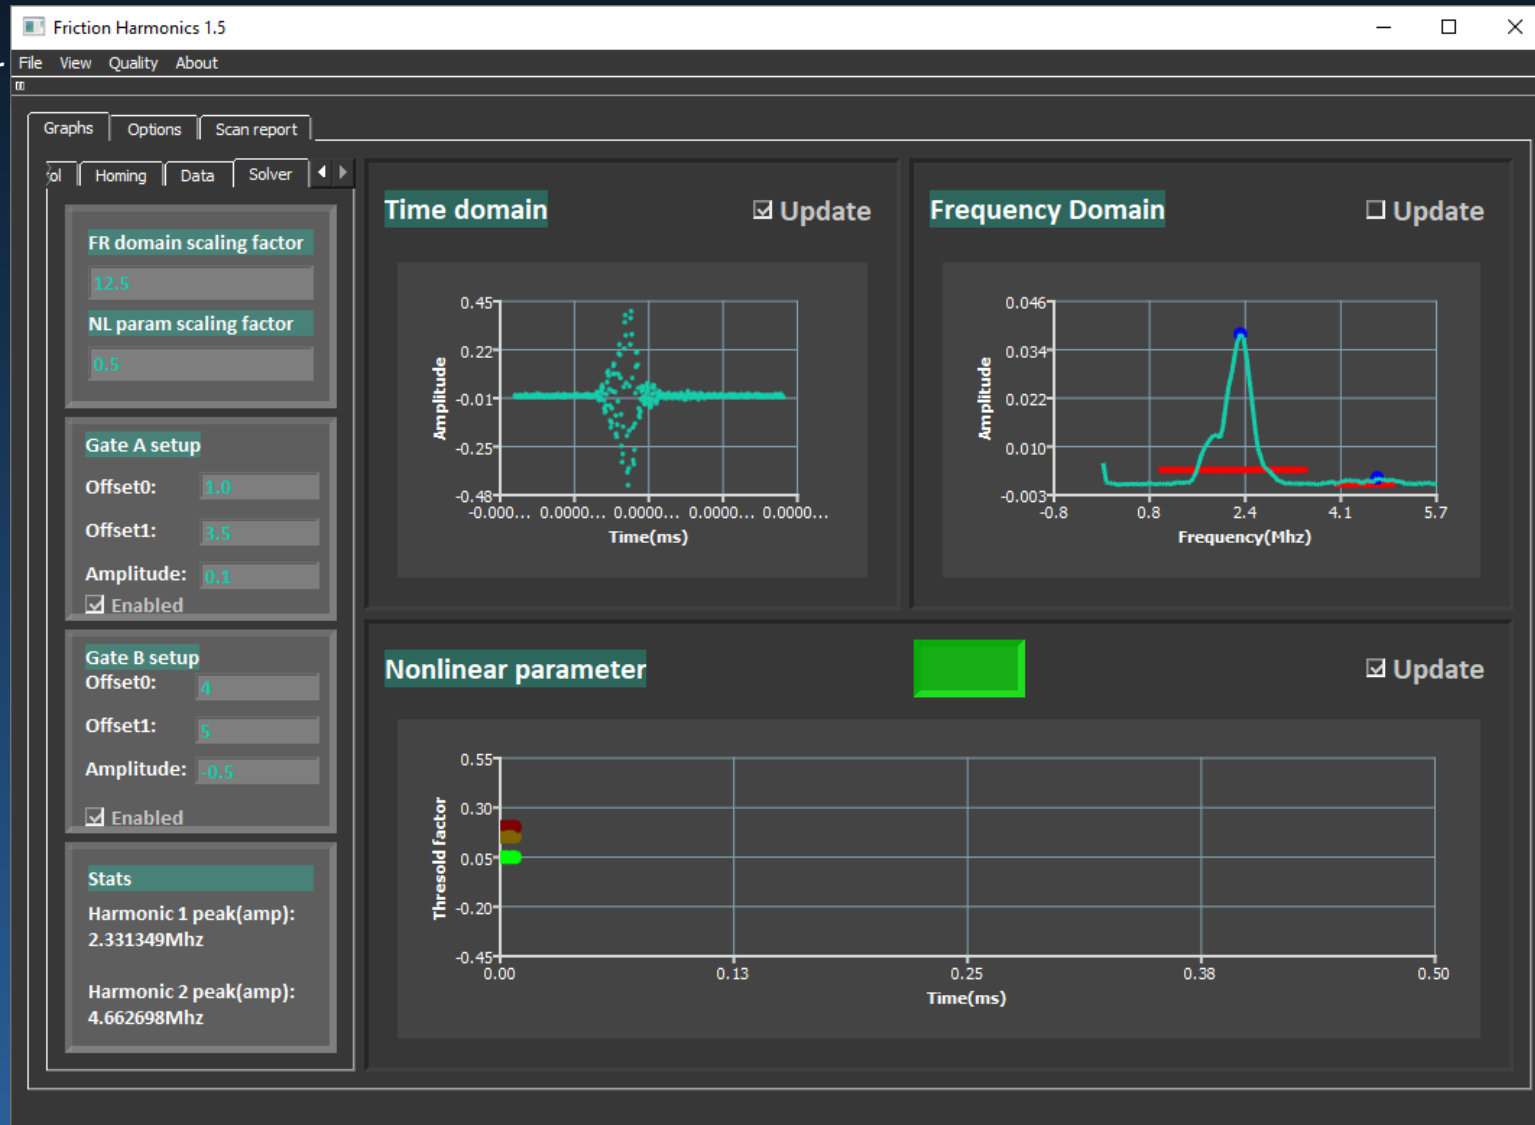 Friction Harmonics 1.5
File View Quality About
Graphs Options Scan report
ol Homing Data Solver
FR domain scaling factor
12.5
NL param scaling factor
0.5
Gate A setup
Offset0: 1.0
Offset1: 3.5
Amplitude: 0.1
Enabled
Gate B setup
Offset0: 4
Offset1: 5
Amplitude: -0.5
Enabled
Stats
Harmonic 1 peak(amp):
2.331349Mhz
Harmonic 2 peak(amp):
4.662698Mhz
Time domain Update
Amplitude
0.45
0.22
-0.01
-0.25
-0.48
-0.000... 0.0000... 0.0000... 0.0000... 0.0000...
Time(ms)
Frequency Domain Update
Amplitude
0.046
0.034
0.022
0.010
-0.003
-0.8 0.8 2.4 4.1 5.7
Frequency(Mhz)
Nonlinear parameter Update
Thresold factor
0.55
0.30
0.05
-0.20
-0.45
0.00 0.13 0.25 0.38 0.50
Time(ms)